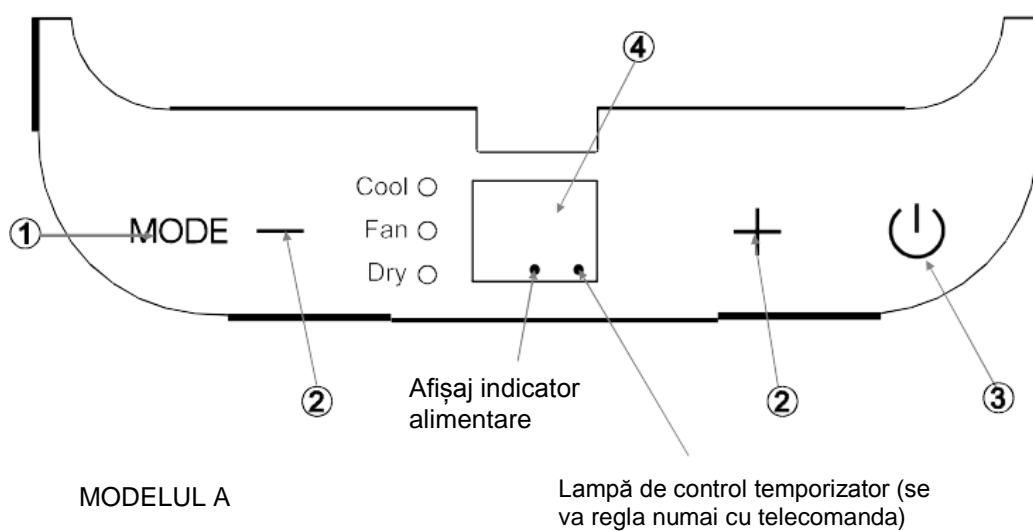 ④
Cool
① MODE — Fan +
Dry
② Afișaj indicator ② ③
alimentare
MODELUL A
Lampă de control temporizator (se
va regla numai cu telecomanda)